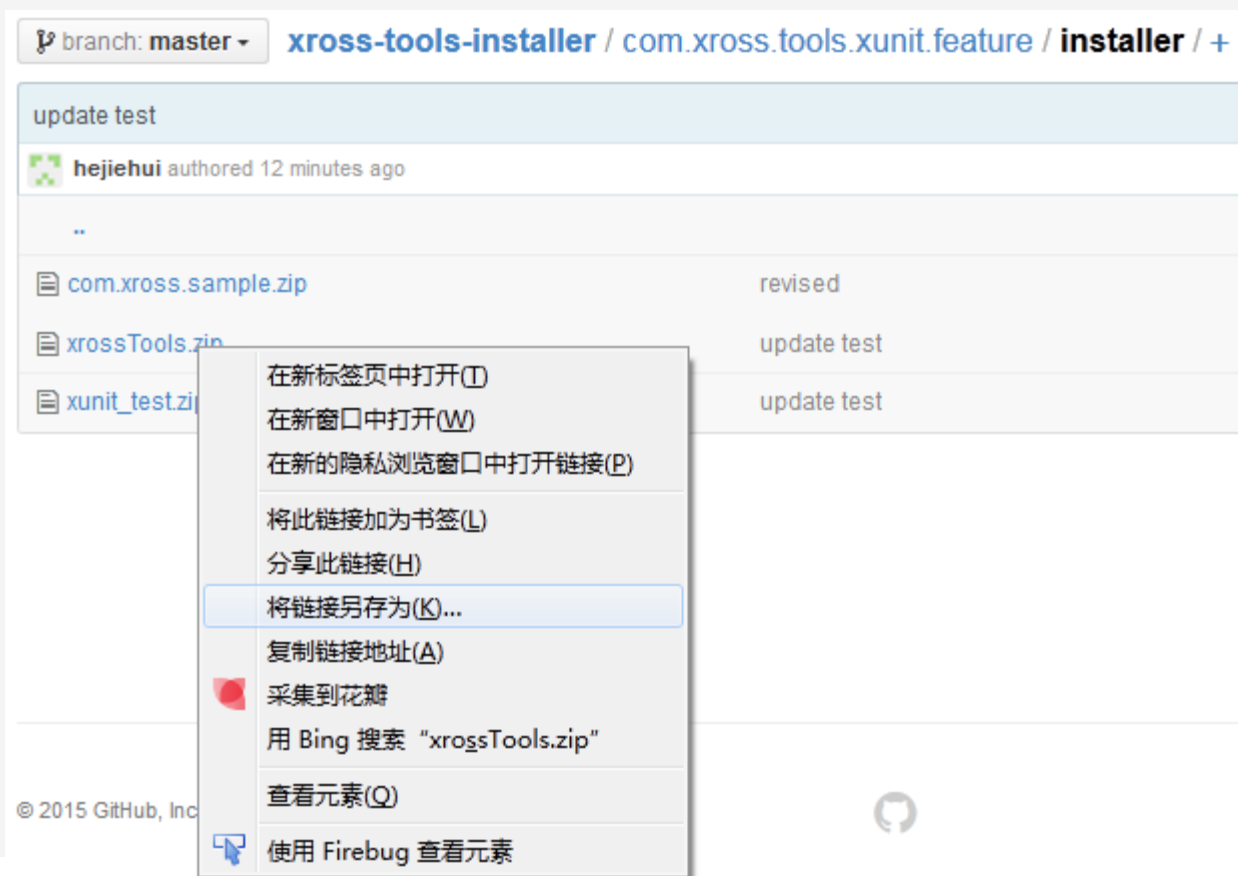 branch: master
xross-tools-installer / com.xross.tools.xunit.feature / installer / +
update test
hejiehui authored 12 minutes ago
..
com.xross.sample.zip revised
xrossTools.zip update test
xunit_test.zip update test
在新标签页中打开(T)
在新窗口中打开(W)
在新的隐私浏览窗口中打开链接(P)
将此链接加为书签(L)
分享此链接(H)
将链接另存为(K)...
复制链接地址(A)
采集到花瓣
用 Bing 搜索 “xrossTools.zip”
查看元素(Q)
使用 Firebug 查看元素
© 2015 GitHub, Inc